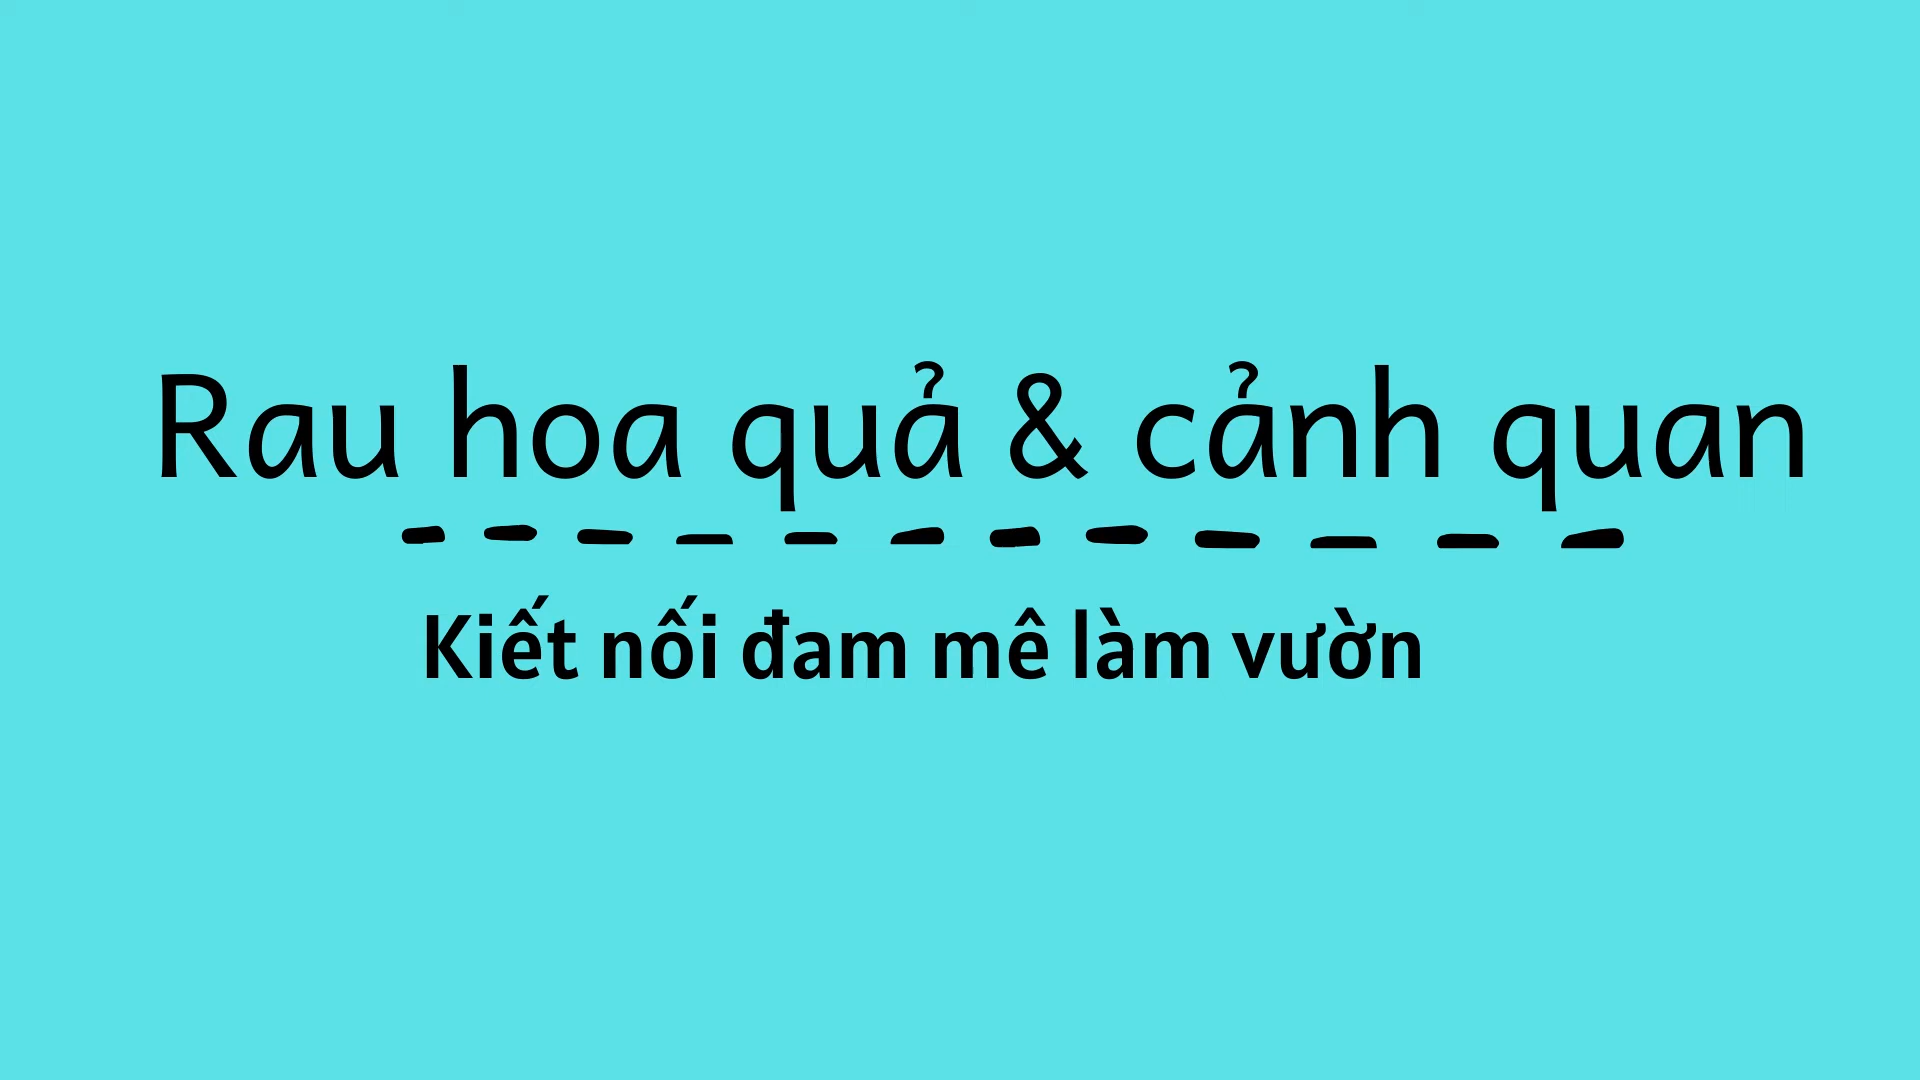 Rau hoa quả & cảnh quan
Kiết nối đam mê làm vườn